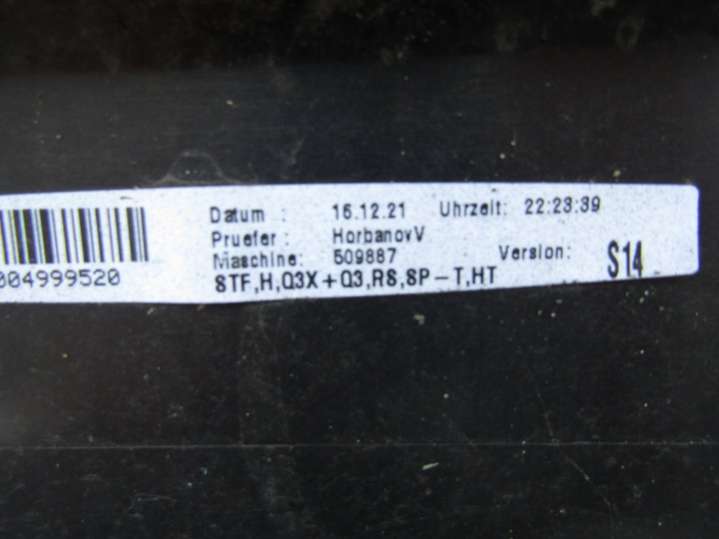 Datum : 15.12.21 Uhrzeit: 22:23:39
Pruefer : HorbanovV
Maschine: 509887 Version: S14
004999520
STF,H,Q3X+Q3,RS,SP-T,HT